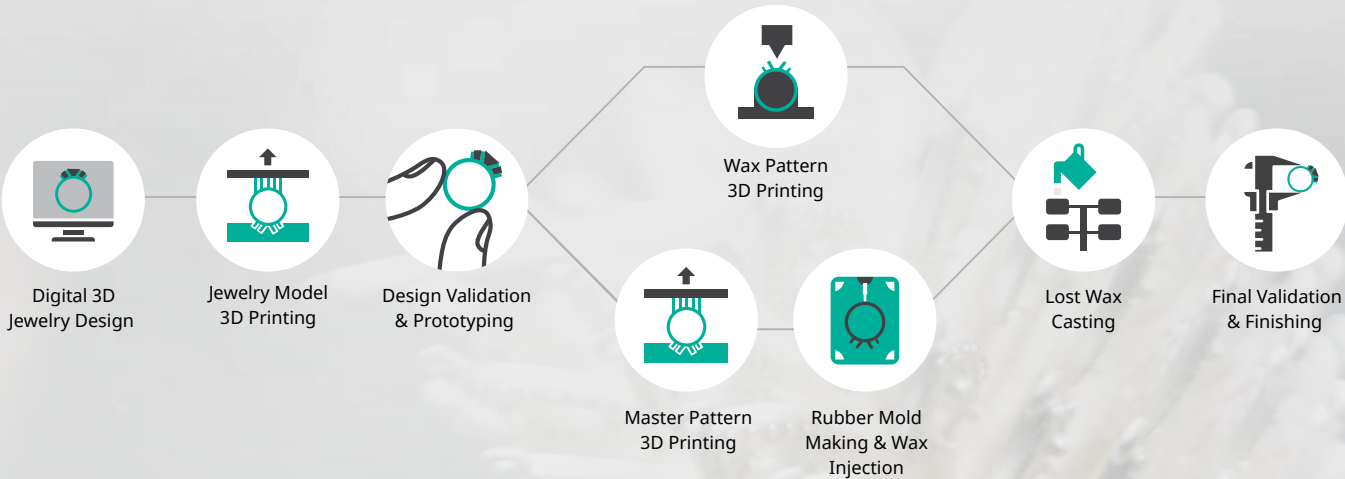 Digital 3D
Jewelry Design
Jewelry Model
3D Printing
Design Validation
& Prototyping
Wax Pattern
3D Printing
Master Pattern
3D Printing
Rubber Mold
Making & Wax
Injection
Lost Wax
Casting
Final Validation
& Finishing